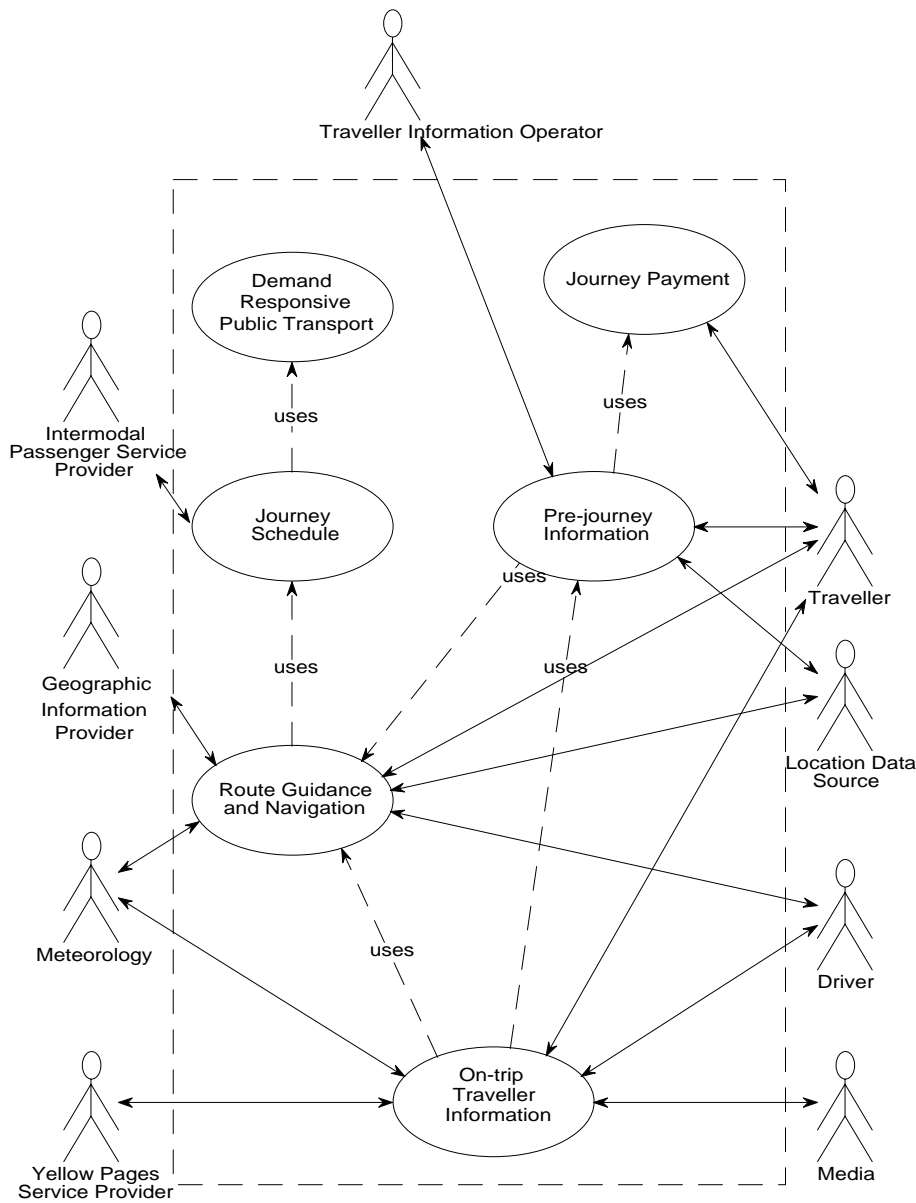 Traveller Information Operator
Demand
Responsive
Public Transport
Journey Payment
uses
uses
Intermodal
Passenger Service
Provider
Journey
Schedule
Pre-journey
Information
uses
Traveller
uses
uses
Geographic
Information
Provider
Location Data
Source
Route Guidance
and Navigation
Meteorology
uses
Driver
On-trip
Traveller
Information
Yellow Pages
Service Provider
Media